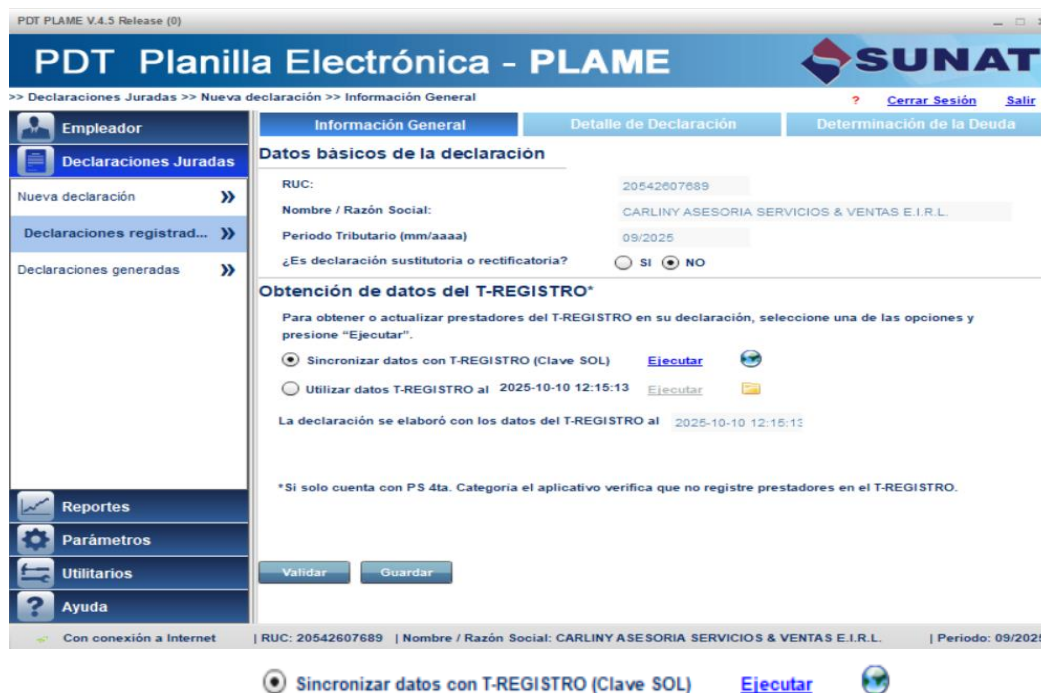 PDT PLAME V.4.5 Release (0)
PDT Planilla Electrónica - PLAME
SUNAT
>> Declaraciones Juradas >> Nueva declaración >> Información General
? Cerrar Sesión Salir
Empleador
Declaraciones Juradas
Nueva declaración »
Declaraciones registrad... »
Declaraciones generadas »
Reportes
Parámetros
Utilitarios
Ayuda
Información General Detalle de Declaración Determinación de la Deuda
Datos básicos de la declaración
RUC: 20542607689
Nombre / Razón Social: CARLINY ASESORIA SERVICIOS & VENTAS E.I.R.L.
Periodo Tributario (mm/aaaa) 09/2025
¿Es declaración sustitutoria o rectificatoria? SI NO
Obtención de datos del T-REGISTRO*
Para obtener o actualizar prestadores del T-REGISTRO en su declaración, seleccione una de las opciones y
presione “Ejecutar”.
Sincronizar datos con T-REGISTRO (Clave SOL) Ejecutar
Utilizar datos T-REGISTRO al 2025-10-10 12:15:13 Ejecutar
La declaración se elaboró con los datos del T-REGISTRO al 2025-10-10 12:15:13
*Si solo cuenta con PS 4ta. Categoría el aplicativo verifica que no registre prestadores en el T-REGISTRO.
Validar Guardar
Con conexión a Internet | RUC: 20542607689 | Nombre / Razón Social: CARLINY ASESORIA SERVICIOS & VENTAS E.I.R.L. | Periodo: 09/2025
Sincronizar datos con T-REGISTRO (Clave SOL) Ejecutar